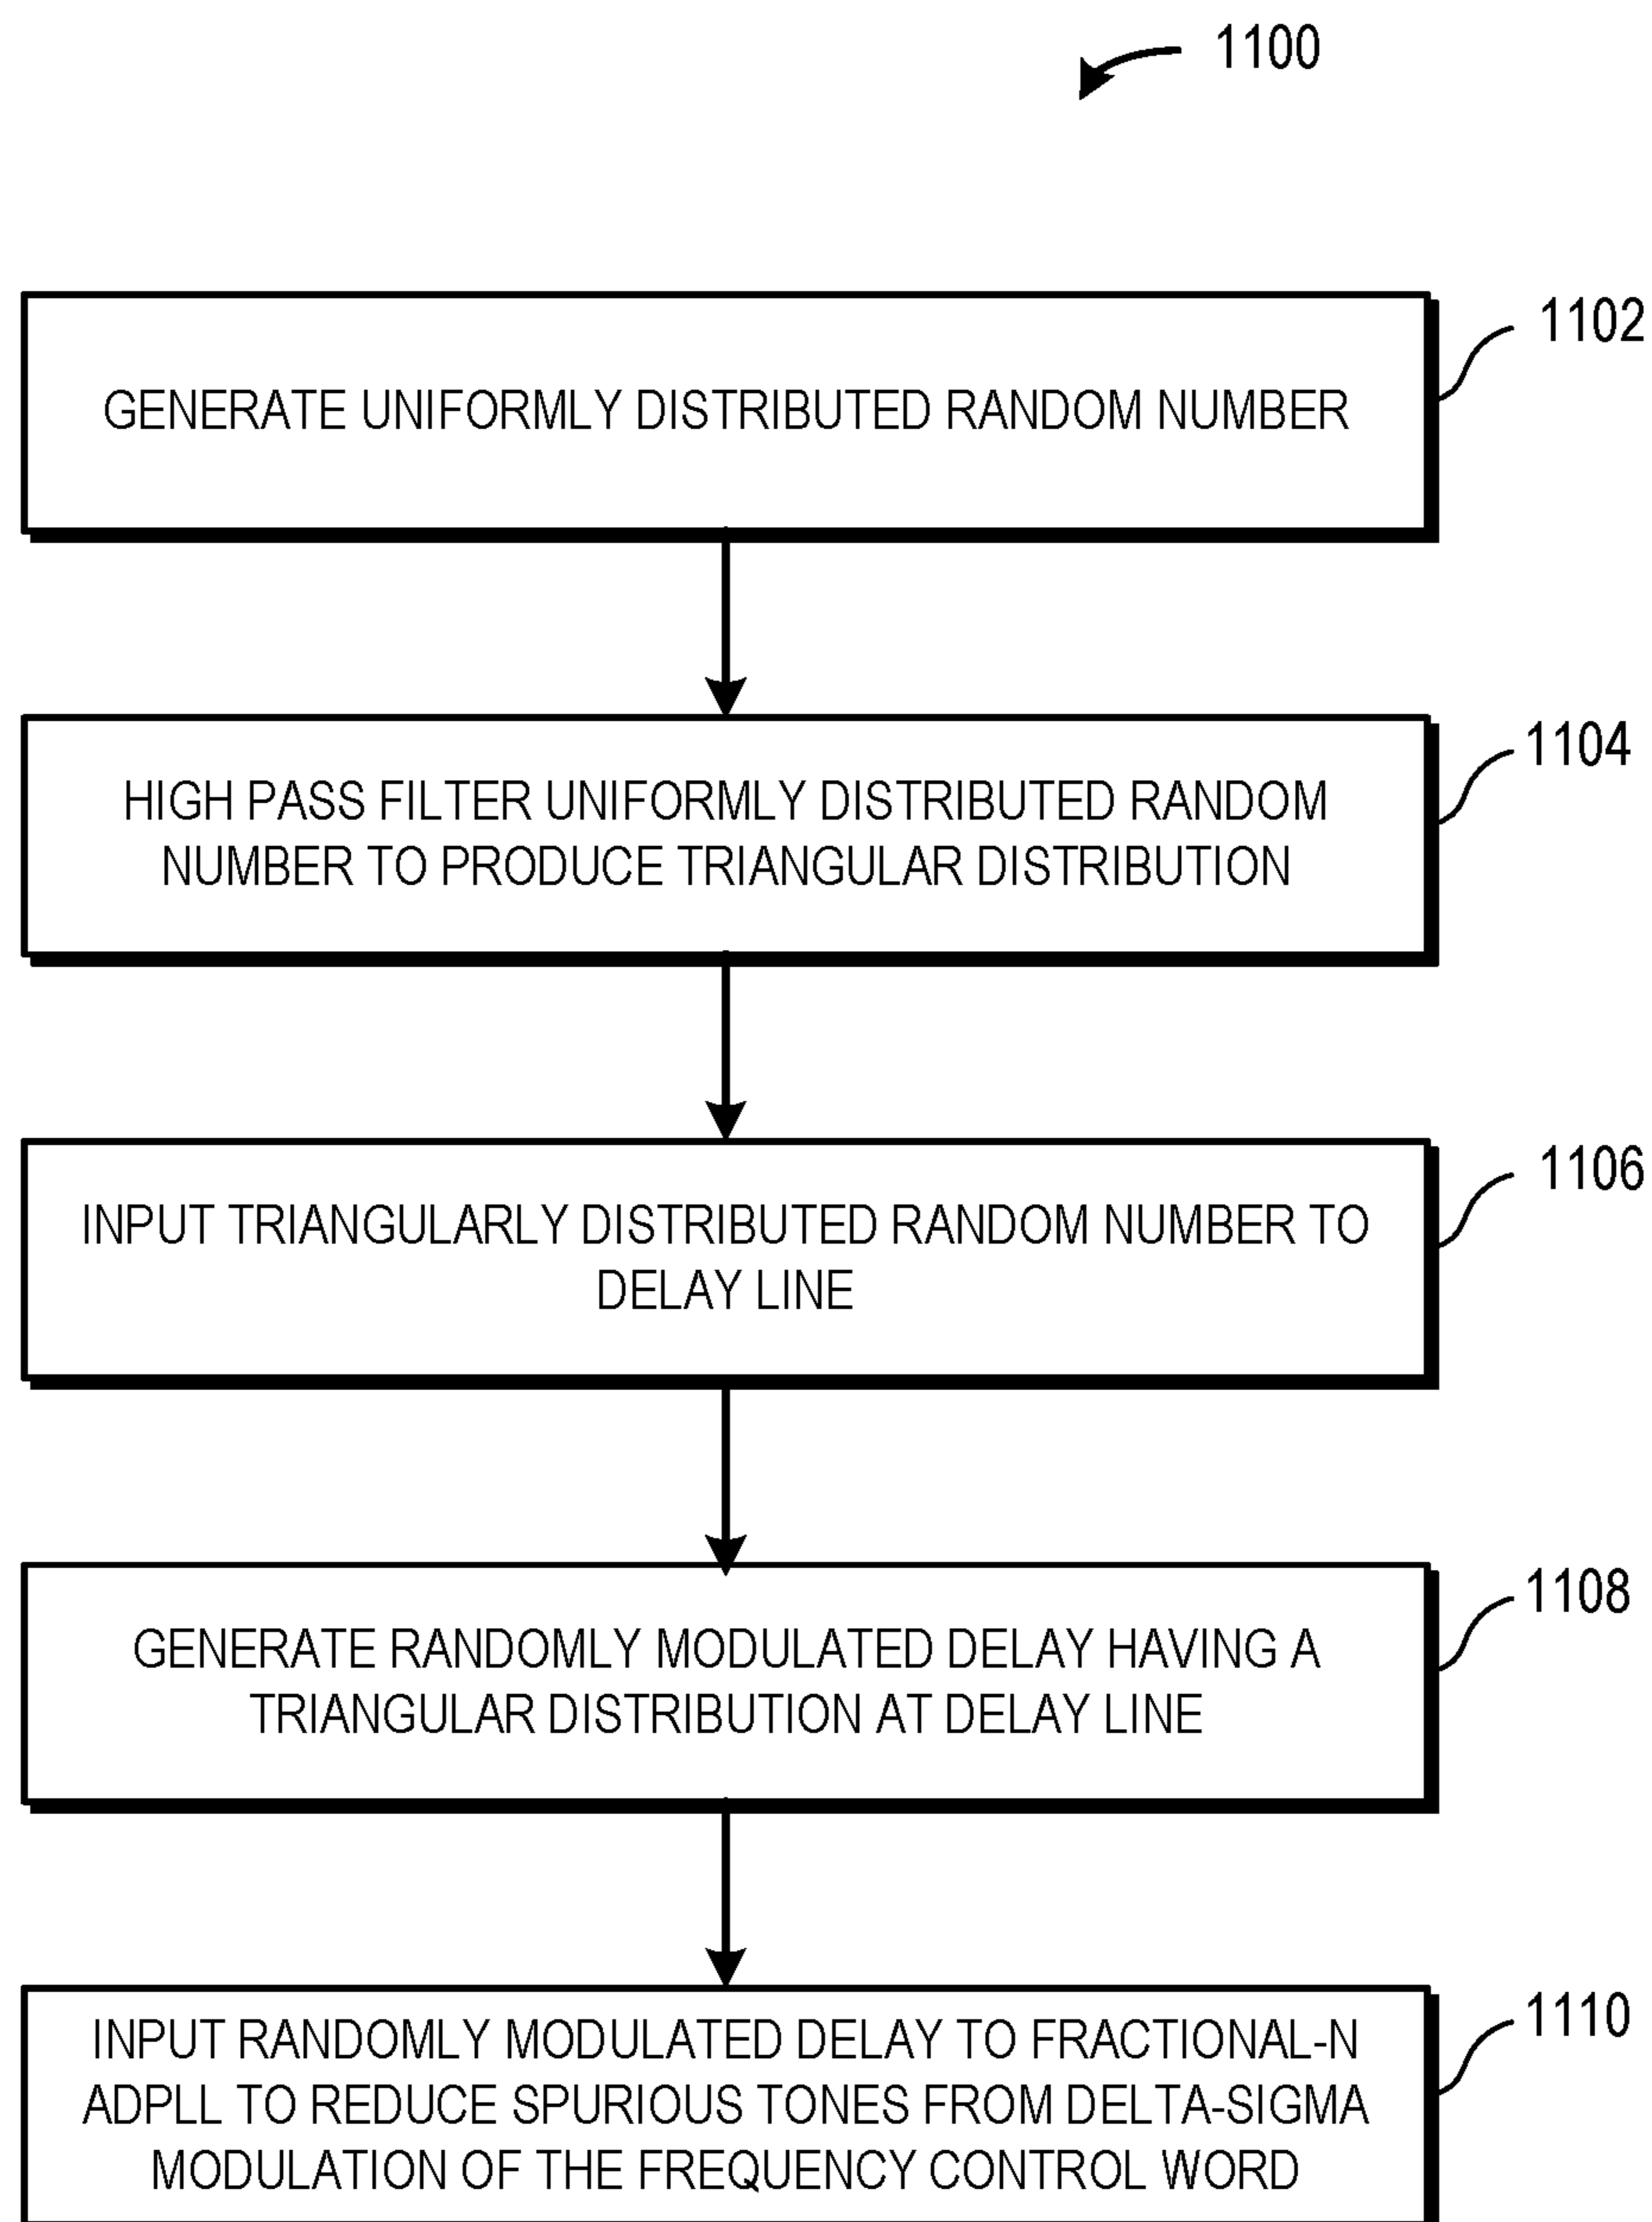 1100
1102
GENERATE UNIFORMLY DISTRIBUTED RANDOM NUMBER
1104
HIGH PASS FILTER UNIFORMLY DISTRIBUTED RANDOM
NUMBER TO PRODUCE TRIANGULAR DISTRIBUTION
1106
INPUT TRIANGULARLY DISTRIBUTED RANDOM NUMBER TO
DELAY LINE
1108
GENERATE RANDOMLY MODULATED DELAY HAVING A
TRIANGULAR DISTRIBUTION AT DELAY LINE
1110
INPUT RANDOMLY MODULATED DELAY TO FRACTIONAL-N
ADPLL TO REDUCE SPURIOUS TONES FROM DELTA-SIGMA
MODULATION OF THE FREQUENCY CONTROL WORD